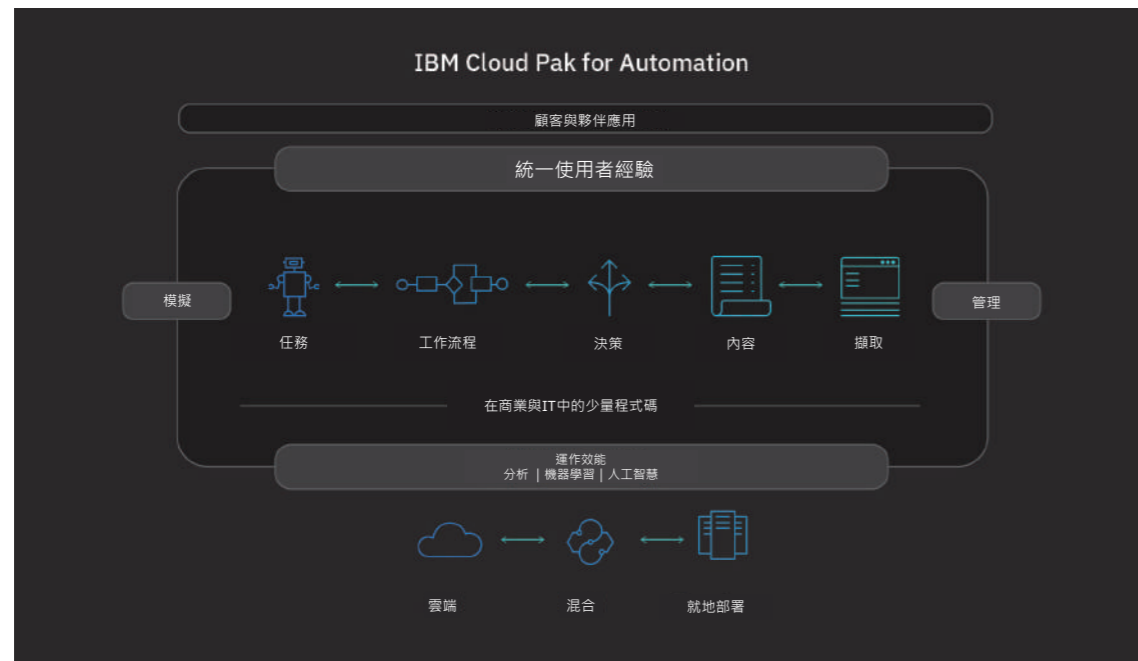 IBM Cloud Pak for Automation
顧客與夥伴應用
統一使用者經驗
模擬
管理
任務
工作流程
決策
內容
擷取
在商業與IT中的少量程式碼
運作效能
分析 | 機器學習 | 人工智慧
雲端
混合
就地部署